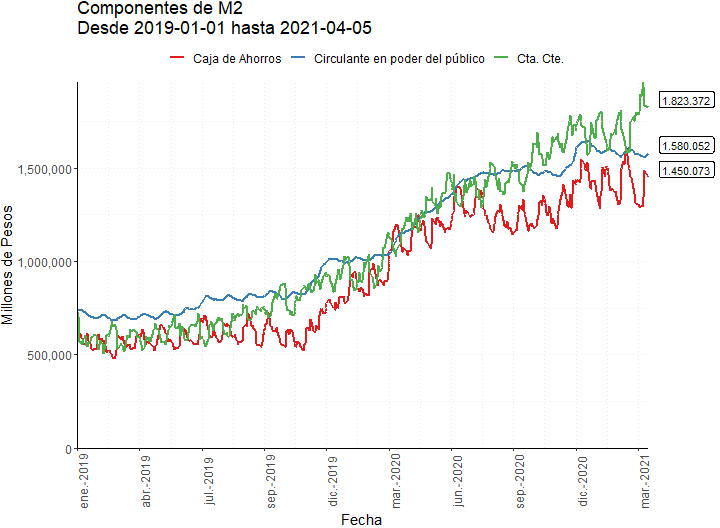 Componentes de M2
Desde 2019-01-01 hasta 2021-04-05
Caja de Ahorros Circulante en poder del público Cta. Cte.
Millones de Pesos
1,500,000
1,000,000
500,000
0
1.823.372
1.580.052
1.450.073
ene.-2019
abr.-2019
jul.-2019
sep.-2019
dic.-2019
mar.-2020
jun.-2020
sep.-2020
dic.-2020
mar.-2021
Fecha